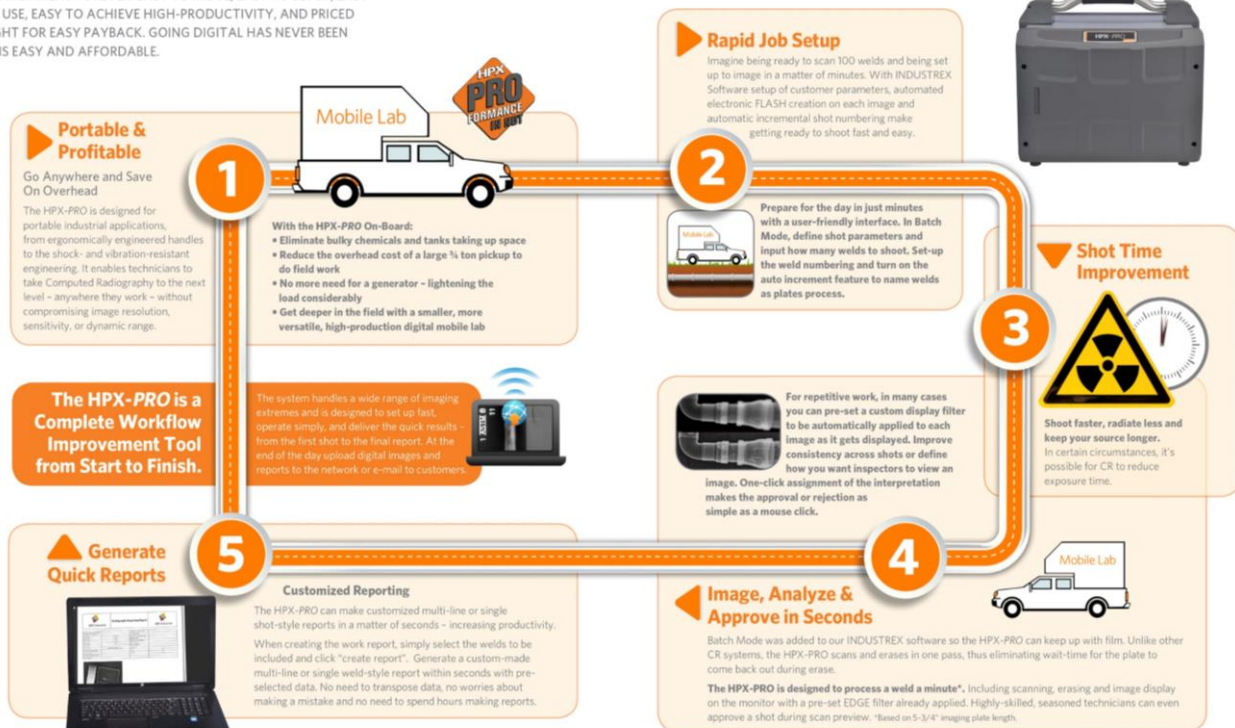 USE, EASY TO ACHIEVE HIGH-PRODUCTIVITY, AND PRICED
FOR EASY PAYBACK. GOING DIGITAL HAS NEVER BEEN
EASY AND AFFORDABLE.
HPX-PRO
HPX
PRO
FORMANCE
IN NDT
Mobile Lab
Portable &
Profitable
Go Anywhere and Save
On Overhead
The HPX-PRO is designed for
portable industrial applications,
from ergonomically engineered handles
to the shock- and vibration-resistant
engineering. It enables technicians to
take Computed Radiography to the next
level – anywhere they work – without
compromising image resolution,
sensitivity, or dynamic range.
1
With the HPX-PRO On-Board:
• Eliminate bulky chemicals and tanks taking up space
• Reduce the overhead cost of a large ¾ ton pickup to
do field work
• No more need for a generator – lightening the
load considerably
• Get deeper in the field with a smaller, more
versatile, high-production digital mobile lab
Rapid Job Setup
Imagine being ready to scan 100 welds and being set
up to image in a matter of minutes. With INDUSTREX
Software setup of customer parameters, automated
electronic FLASH creation on each image and
automatic incremental shot numbering make
getting ready to shoot fast and easy.
2
Mobile Lab
Prepare for the day in just minutes
with a user-friendly interface. In Batch
Mode, define shot parameters and
input how many welds to shoot. Set-up
the weld numbering and turn on the
auto increment feature to name welds
as plates process.
Shot Time
Improvement
3
Shoot faster, radiate less and
keep your source longer.
In certain circumstances, it's
possible for CR to reduce
exposure time.
The HPX-PRO is a
Complete Workflow
Improvement Tool
from Start to Finish.
The system handles a wide range of imaging
extremes and is designed to set up fast,
operate simply, and deliver the quick results –
from the first shot to the final report. At the
end of the day upload digital images and
reports to the network or e-mail to customers.
1 ASTM B 11
For repetitive work, in many cases
you can pre-set a custom display filter
to be automatically applied to each
image as it gets displayed. Improve
consistency across shots or define
how you want inspectors to view an
image. One-click assignment of the interpretation
makes the approval or rejection as
simple as a mouse click.
4
Mobile Lab
Image, Analyze &
Approve in Seconds
Batch Mode was added to our INDUSTREX software so the HPX-PRO can keep up with film. Unlike other
CR systems, the HPX-PRO scans and erases in one pass, thus eliminating wait-time for the plate to
come back out during erase.
The HPX-PRO is designed to process a weld a minute*. Including scanning, erasing and image display
on the monitor with a pre-set EDGE filter already applied. Highly-skilled, seasoned technicians can even
approve a shot during scan preview. *Based on 5-3/4" imaging plate length.
Generate
Quick Reports
5
Customized Reporting
The HPX-PRO can make customized multi-line or single
shot-style reports in a matter of seconds – increasing productivity.
When creating the work report, simply select the welds to be
included and click "create report". Generate a custom-made
multi-line or single weld-style report within seconds with pre-
selected data. No need to transpose data, no worries about
making a mistake and no need to spend hours making reports.